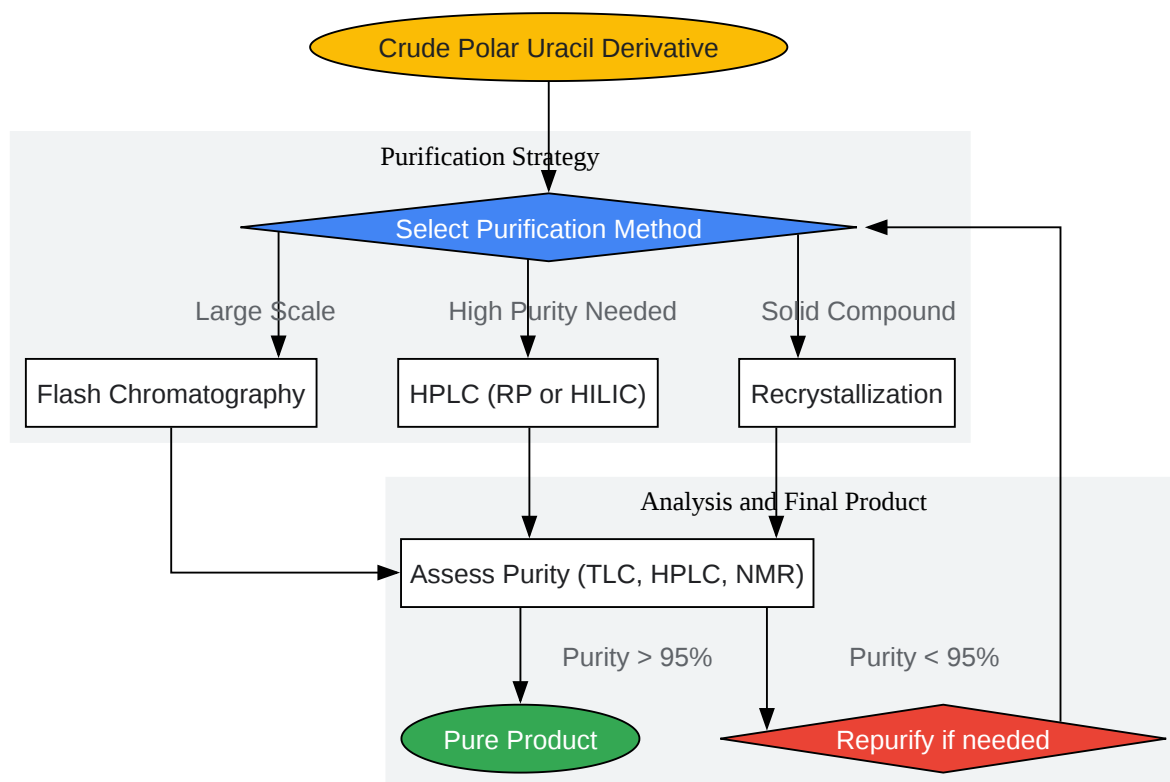 Crude Polar Uracil Derivative
Purification Strategy
Select Purification Method
Large Scale
High Purity Needed
Solid Compound
Flash Chromatography
HPLC (RP or HILIC)
Recrystallization
Analysis and Final Product
Assess Purity (TLC, HPLC, NMR)
Purity > 95%
Purity < 95%
Pure Product
Repurify if needed